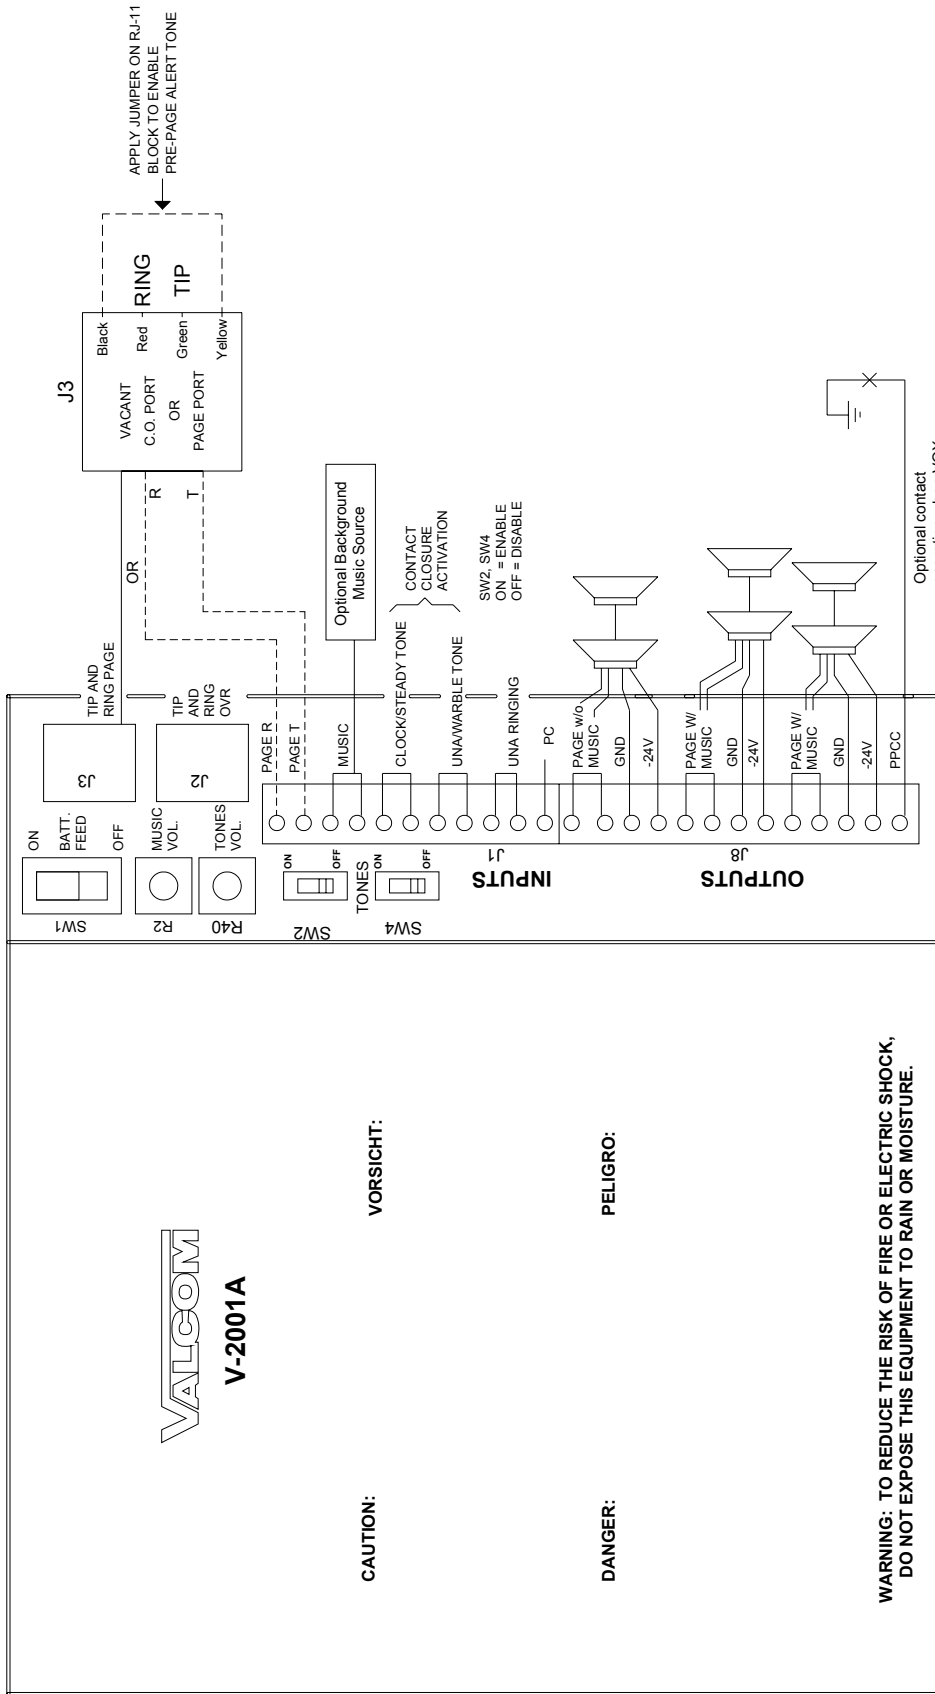 VALCOM
V-2001A
CAUTION:
VORSICHT:
DANGER:
PELIGRO:
WARNING: TO REDUCE THE RISK OF FIRE OR ELECTRIC SHOCK,
DO NOT EXPOSE THIS EQUIPMENT TO RAIN OR MOISTURE.
SW1
ON
BATT.
FEED
OFF
R2
MUSIC
VOL.
R40
TONES
VOL.
SW2
ON
OFF
TONES
SW4
ON
OFF
J3
TIP AND
RING PAGE
J2
TIP
AND
RING
OVR
J1
INPUTS
J8
OUTPUTS
PAGE R
PAGE T
MUSIC
CLOCK/STEADY TONE
UNA/WARBLE TONE
UNA RINGING
PC
PAGE w/o
MUSIC
GND
-24V
PAGE W/
MUSIC
GND
-24V
PAGE W/
MUSIC
GND
-24V
PPCC
OR
R
T
J3
VACANT
C.O. PORT
OR
PAGE PORT
Black
Red
Green
Yellow
RING
TIP
APPLY JUMPER ON RJ-11
BLOCK TO ENABLE
PRE-PAGE ALERT TONE
Optional Background
Music Source
CONTACT
CLOSURE
ACTIVATION
SW2, SW4
ON = ENABLE
OFF = DISABLE
Optional contact